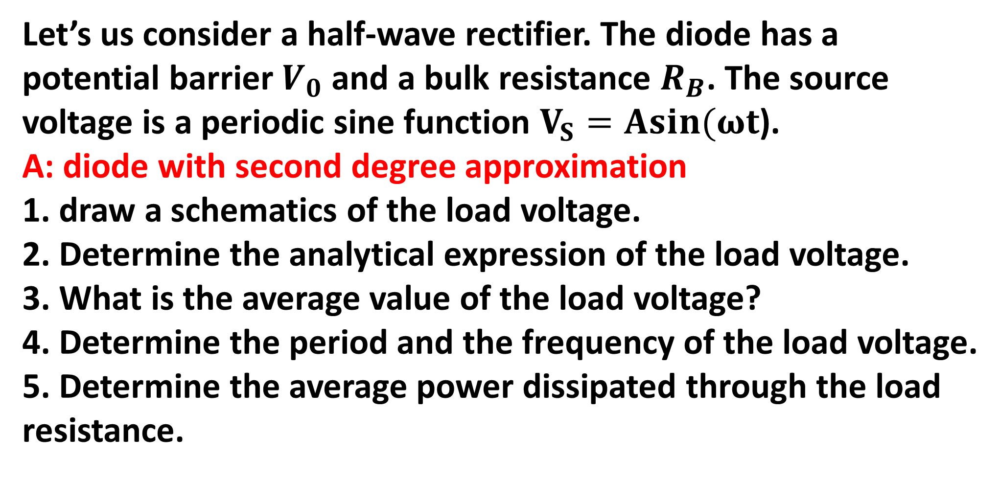 Let’s us consider a half-wave rectifier. The diode has a
potential barrier V₀ and a bulk resistance R_B. The source
voltage is a periodic sine function V_S = Asin(ωt).
A: diode with second degree approximation
1. draw a schematics of the load voltage.
2. Determine the analytical expression of the load voltage.
3. What is the average value of the load voltage?
4. Determine the period and the frequency of the load voltage.
5. Determine the average power dissipated through the load
resistance.